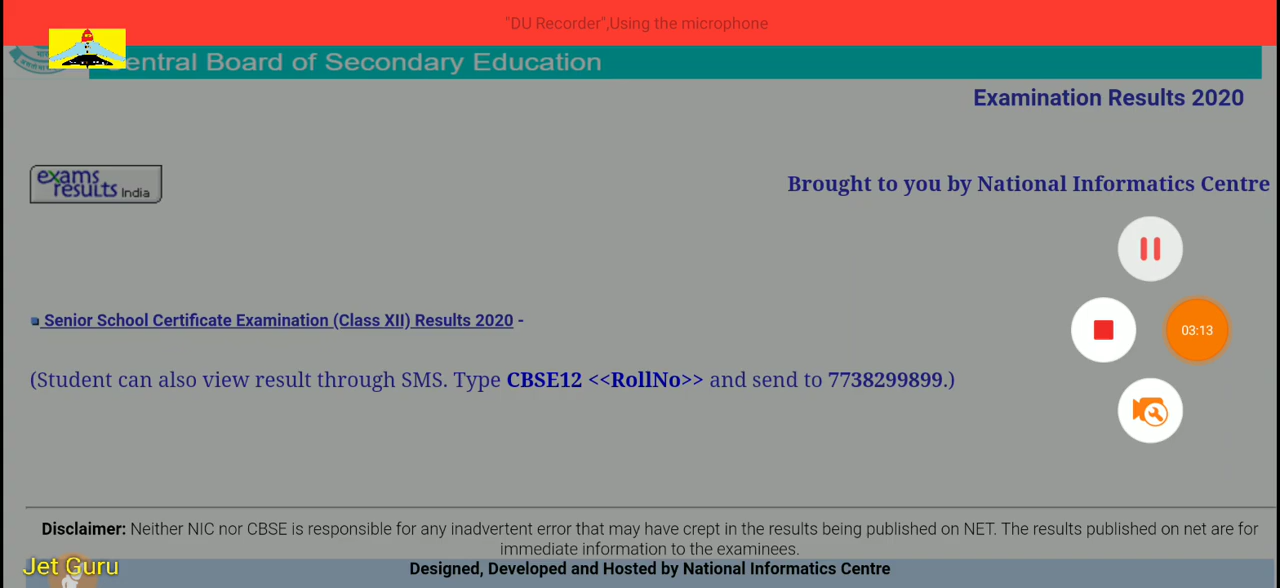 "DU Recorder",Using the microphone
Central Board of Secondary Education
Examination Results 2020
exams
results India
Brought to you by National Informatics Centre
Senior School Certificate Examination (Class XII) Results 2020 -
03:13
(Student can also view result through SMS. Type CBSE12 <<RollNo>> and send to 7738299899.)
Disclaimer: Neither NIC nor CBSE is responsible for any inadvertent error that may have crept in the results being published on NET. The results published on net are for
immediate information to the examinees.
Jet Guru
Designed, Developed and Hosted by National Informatics Centre